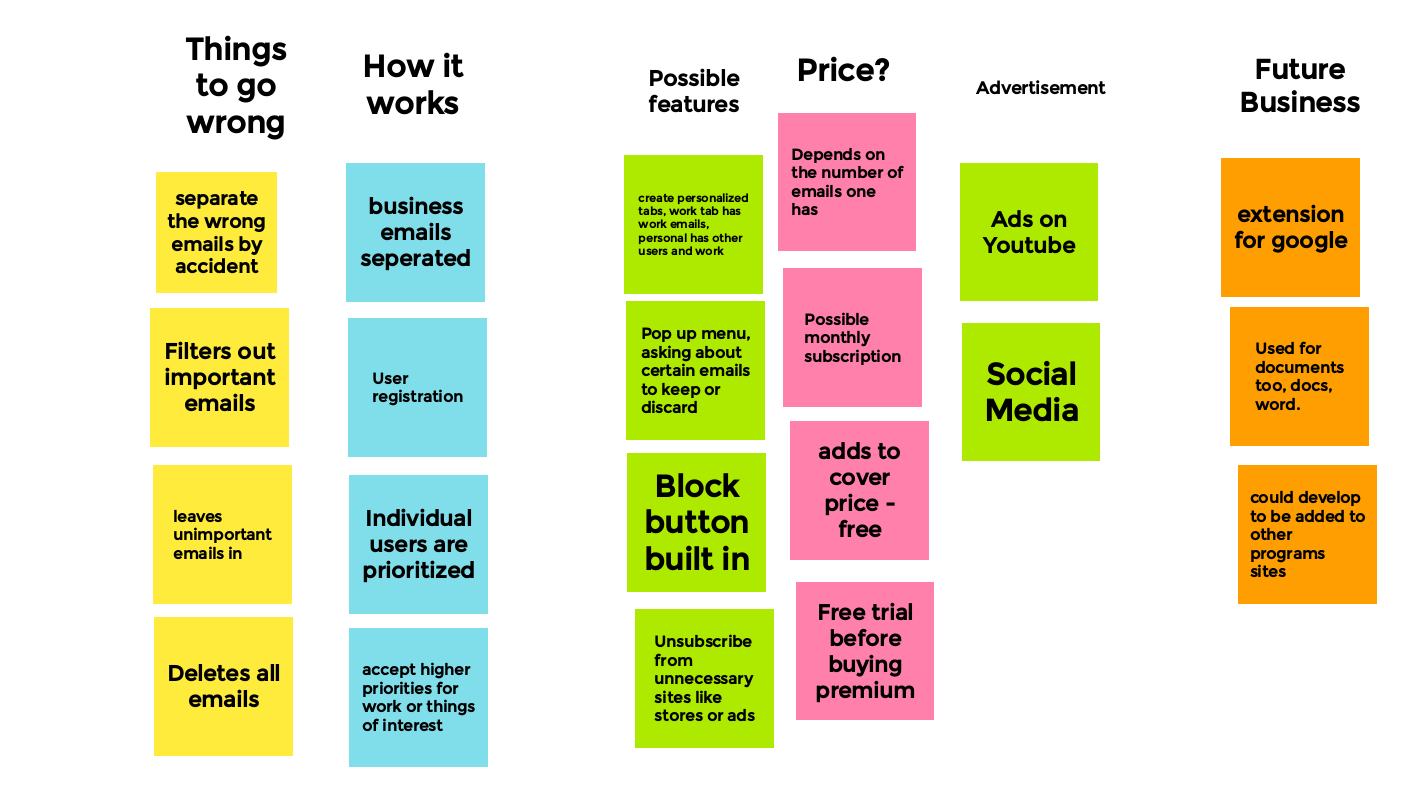 Things
to go
wrong
separate
the wrong
emails by
accident
Filters out
important
emails
leaves
unimportant
emails in
Deletes all
emails
How it
works
business
emails
seperated
User
registration
Individual
users are
prioritized
accept higher
priorities for
work or things
of interest
Possible
features
create personalized
tabs, work tab has
work emails,
personal has other
users and work
Pop up menu,
asking about
certain emails
to keep or
discard
Block
button
built in
Unsubscribe
from
unnecessary
sites like
stores or ads
Price?
Depends on
the number of
emails one
has
Possible
monthly
subscription
adds to
cover
price -
free
Free trial
before
buying
premium
Advertisement
Ads on
Youtube
Social
Media
Future
Business
extension
for google
Used for
documents
too, docs,
word.
could develop
to be added to
other
programs
sites